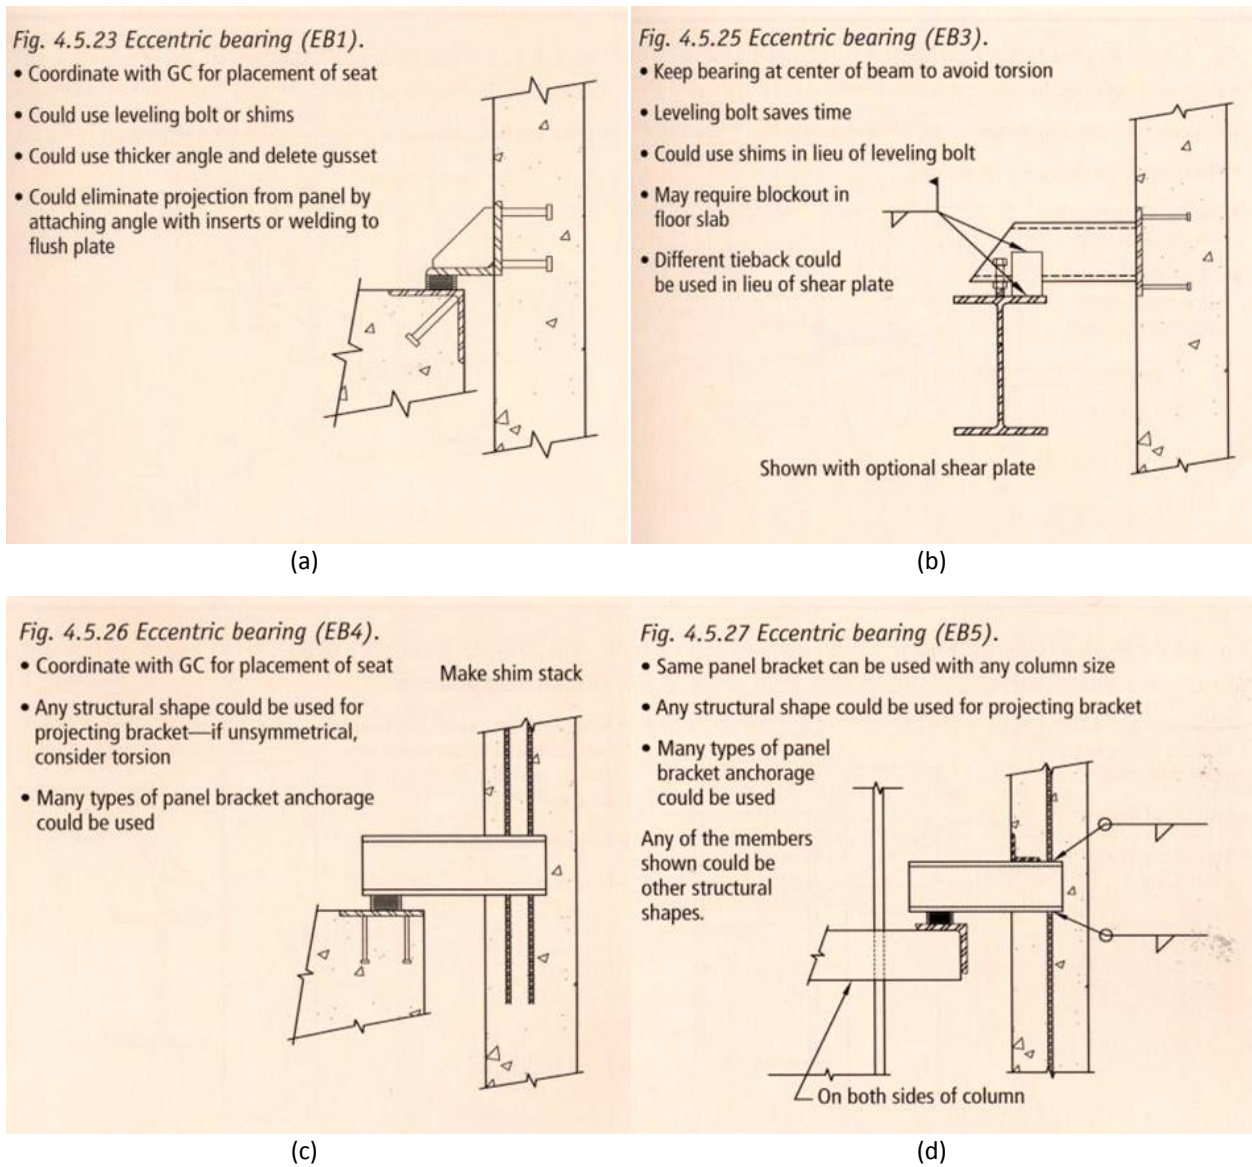 Fig. 4.5.23 Eccentric bearing (EB1).
• Coordinate with GC for placement of seat
• Could use leveling bolt or shims
• Could use thicker angle and delete gusset
• Could eliminate projection from panel by
attaching angle with inserts or welding to
flush plate
(a)
Fig. 4.5.25 Eccentric bearing (EB3).
• Keep bearing at center of beam to avoid torsion
• Leveling bolt saves time
• Could use shims in lieu of leveling bolt
• May require blockout in
floor slab
• Different tieback could
be used in lieu of shear plate
Shown with optional shear plate
(b)
Fig. 4.5.26 Eccentric bearing (EB4).
• Coordinate with GC for placement of seat
Make shim stack
• Any structural shape could be used for
projecting bracket—if unsymmetrical,
consider torsion
• Many types of panel bracket anchorage
could be used
(c)
Fig. 4.5.27 Eccentric bearing (EB5).
• Same panel bracket can be used with any column size
• Any structural shape could be used for projecting bracket
• Many types of panel
bracket anchorage
could be used
Any of the members
shown could be
other structural
shapes.
On both sides of column
(d)